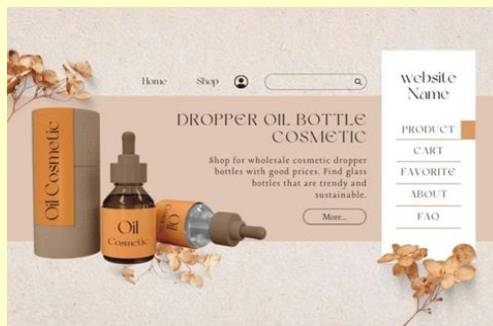 Home Shop
website
Name
DROPPER OIL BOTTLE
COSMETIC
Shop for wholesale cosmetic dropper
bottles with good prices. Find glass
bottles that are trendy and
sustainable.
More...
PRODUCT
CART
FAVORITE
ABOUT
FAQ
Oil Cosmetic
Oil
Cosmetic
Oil